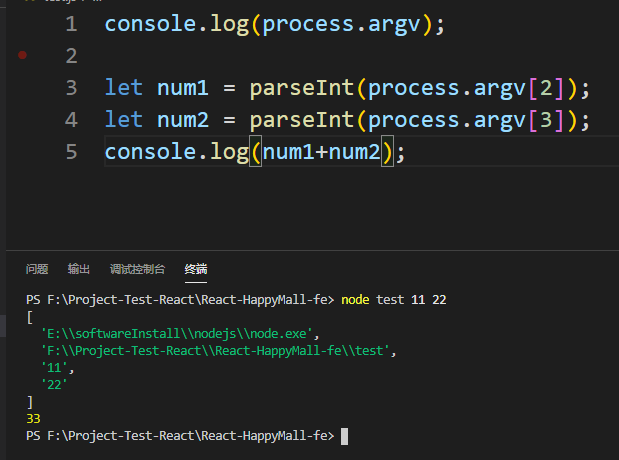 1 console.log(process.argv);
2
3 let num1 = parseInt(process.argv[2]);
4 let num2 = parseInt(process.argv[3]);
5 console.log(num1+num2);
问题 输出 调试控制台 终端
PS F:\Project-Test-React\React-HappyMall-fe> node test 11 22
[
  'E:\\softwareInstall\\nodejs\\node.exe',
  'F:\\Project-Test-React\\React-HappyMall-fe\\test',
  '11',
  '22'
]
33
PS F:\Project-Test-React\React-HappyMall-fe>